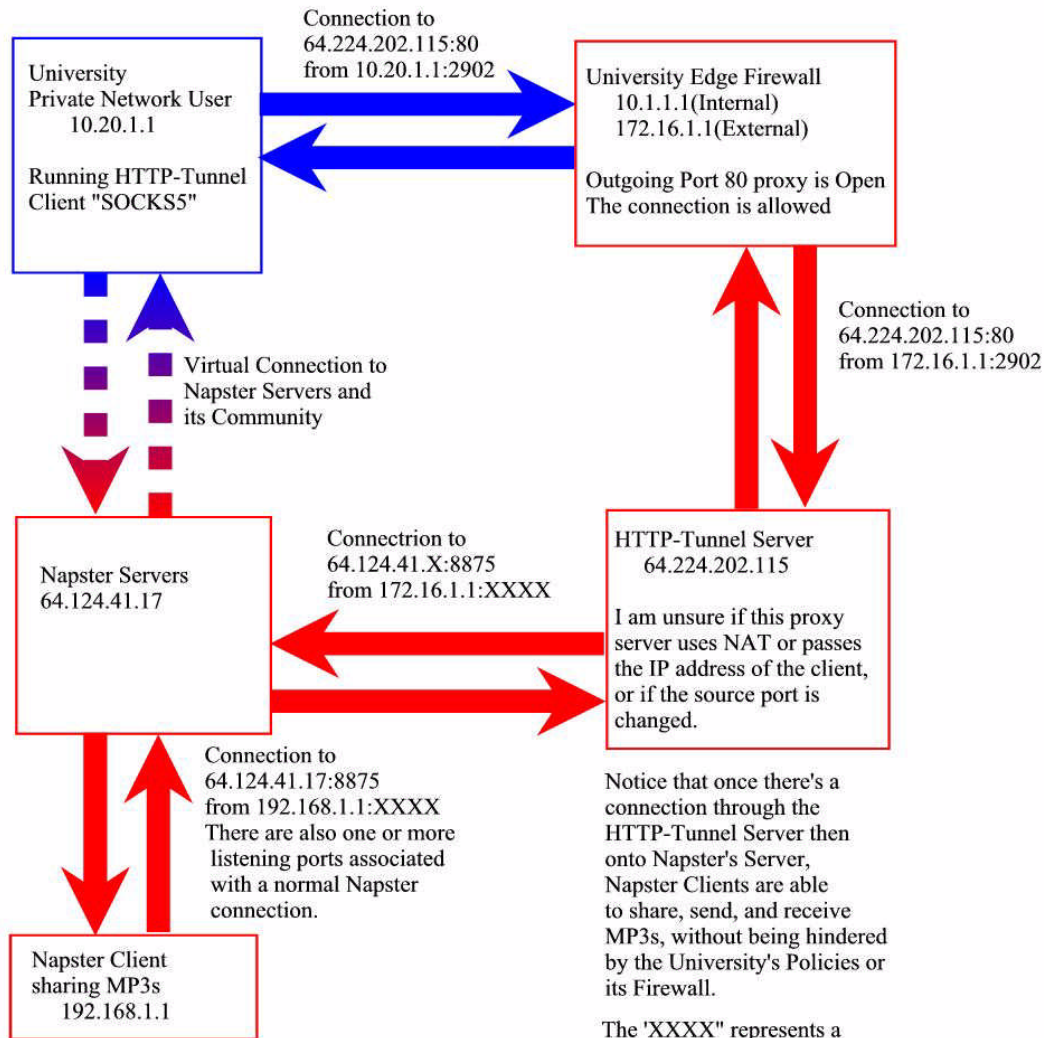 Connection to
64.224.202.115:80
from 10.20.1.1:2902
University
Private Network User
10.20.1.1
Running HTTP-Tunnel
Client "SOCKS5"
University Edge Firewall
10.1.1.1(Internal)
172.16.1.1(External)
Outgoing Port 80 proxy is Open
The connection is allowed
Connection to
64.224.202.115:80
from 172.16.1.1:2902
Virtual Connection to
Napster Servers and
its Community
Napster Servers
64.124.41.17
Connectrion to
64.124.41.X:8875
from 172.16.1.1:XXXX
HTTP-Tunnel Server
64.224.202.115
I am unsure if this proxy
server uses NAT or passes
the IP address of the client,
or if the source port is
changed.
Connection to
64.124.41.17:8875
from 192.168.1.1:XXXX
There are also one or more
listening ports associated
with a normal Napster
connection.
Napster Client
sharing MP3s
192.168.1.1
Notice that once there's a
connection through the
HTTP-Tunnel Server then
onto Napster's Server,
Napster Clients are able
to share, send, and receive
MP3s, without being hindered
by the University's Policies or
its Firewall.
The 'XXXX" represents a